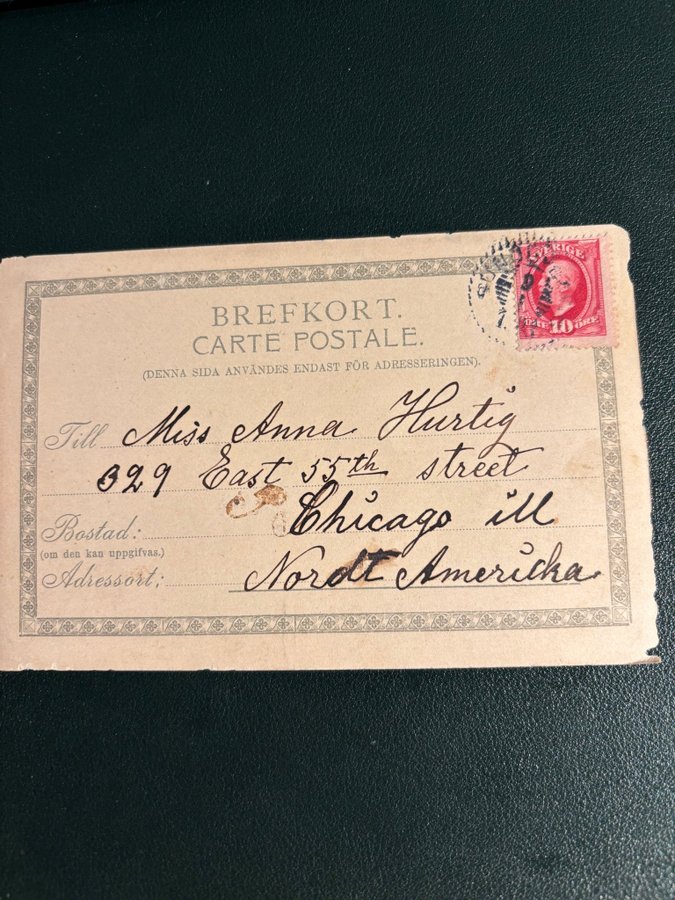 BREFKORT.
CARTE POSTALE.
(DENNA SIDA ANVÄNDES ENDAST FÖR ADRESSERINGEN).
SVERIGE
10 ÖRE
Till Miss Anna Hurtig
329 East 55th street
Bostad: Chicago ill
(om den kan uppgifvas.)
Adressort: Nordt Americka